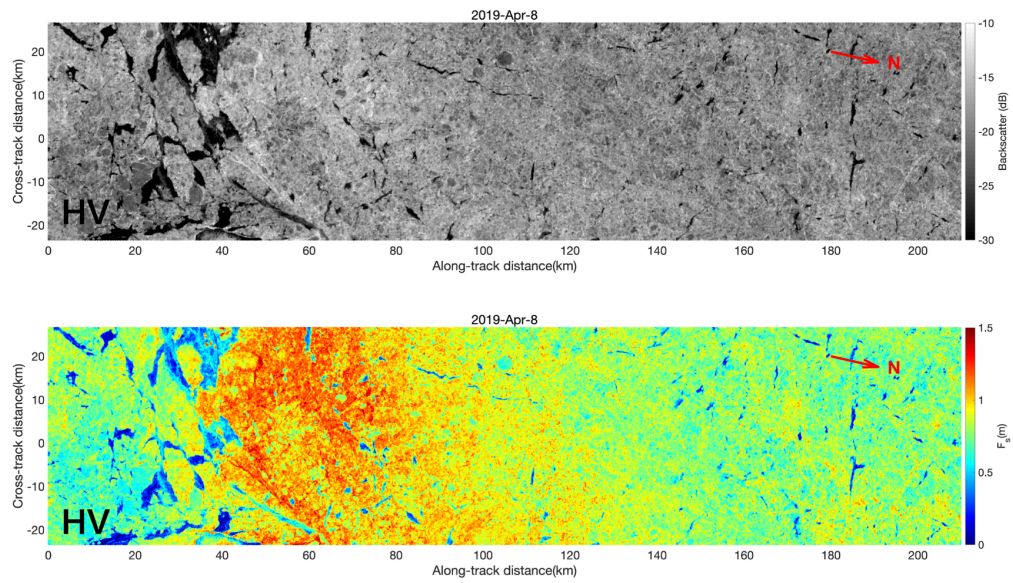 2019-Apr-8
Cross-track distance(km)
20
10
0
-10
-20
HV
N
0 20 40 60 80 100 120 140 160 180 200
Along-track distance(km)
-10
-15
-20
-25
-30
Backscatter (dB)
2019-Apr-8
Cross-track distance(km)
20
10
0
-10
-20
HV
N
0 20 40 60 80 100 120 140 160 180 200
Along-track distance(km)
1.5
1
0.5
0
Fs(m)